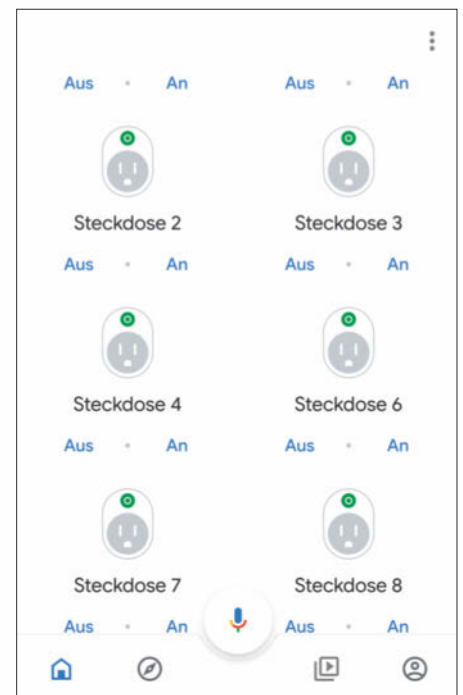 Aus • An Aus • An
Steckdose 2 Steckdose 3
Aus • An Aus • An
Steckdose 4 Steckdose 6
Aus • An Aus • An
Steckdose 7 Steckdose 8
Aus • An Aus • An